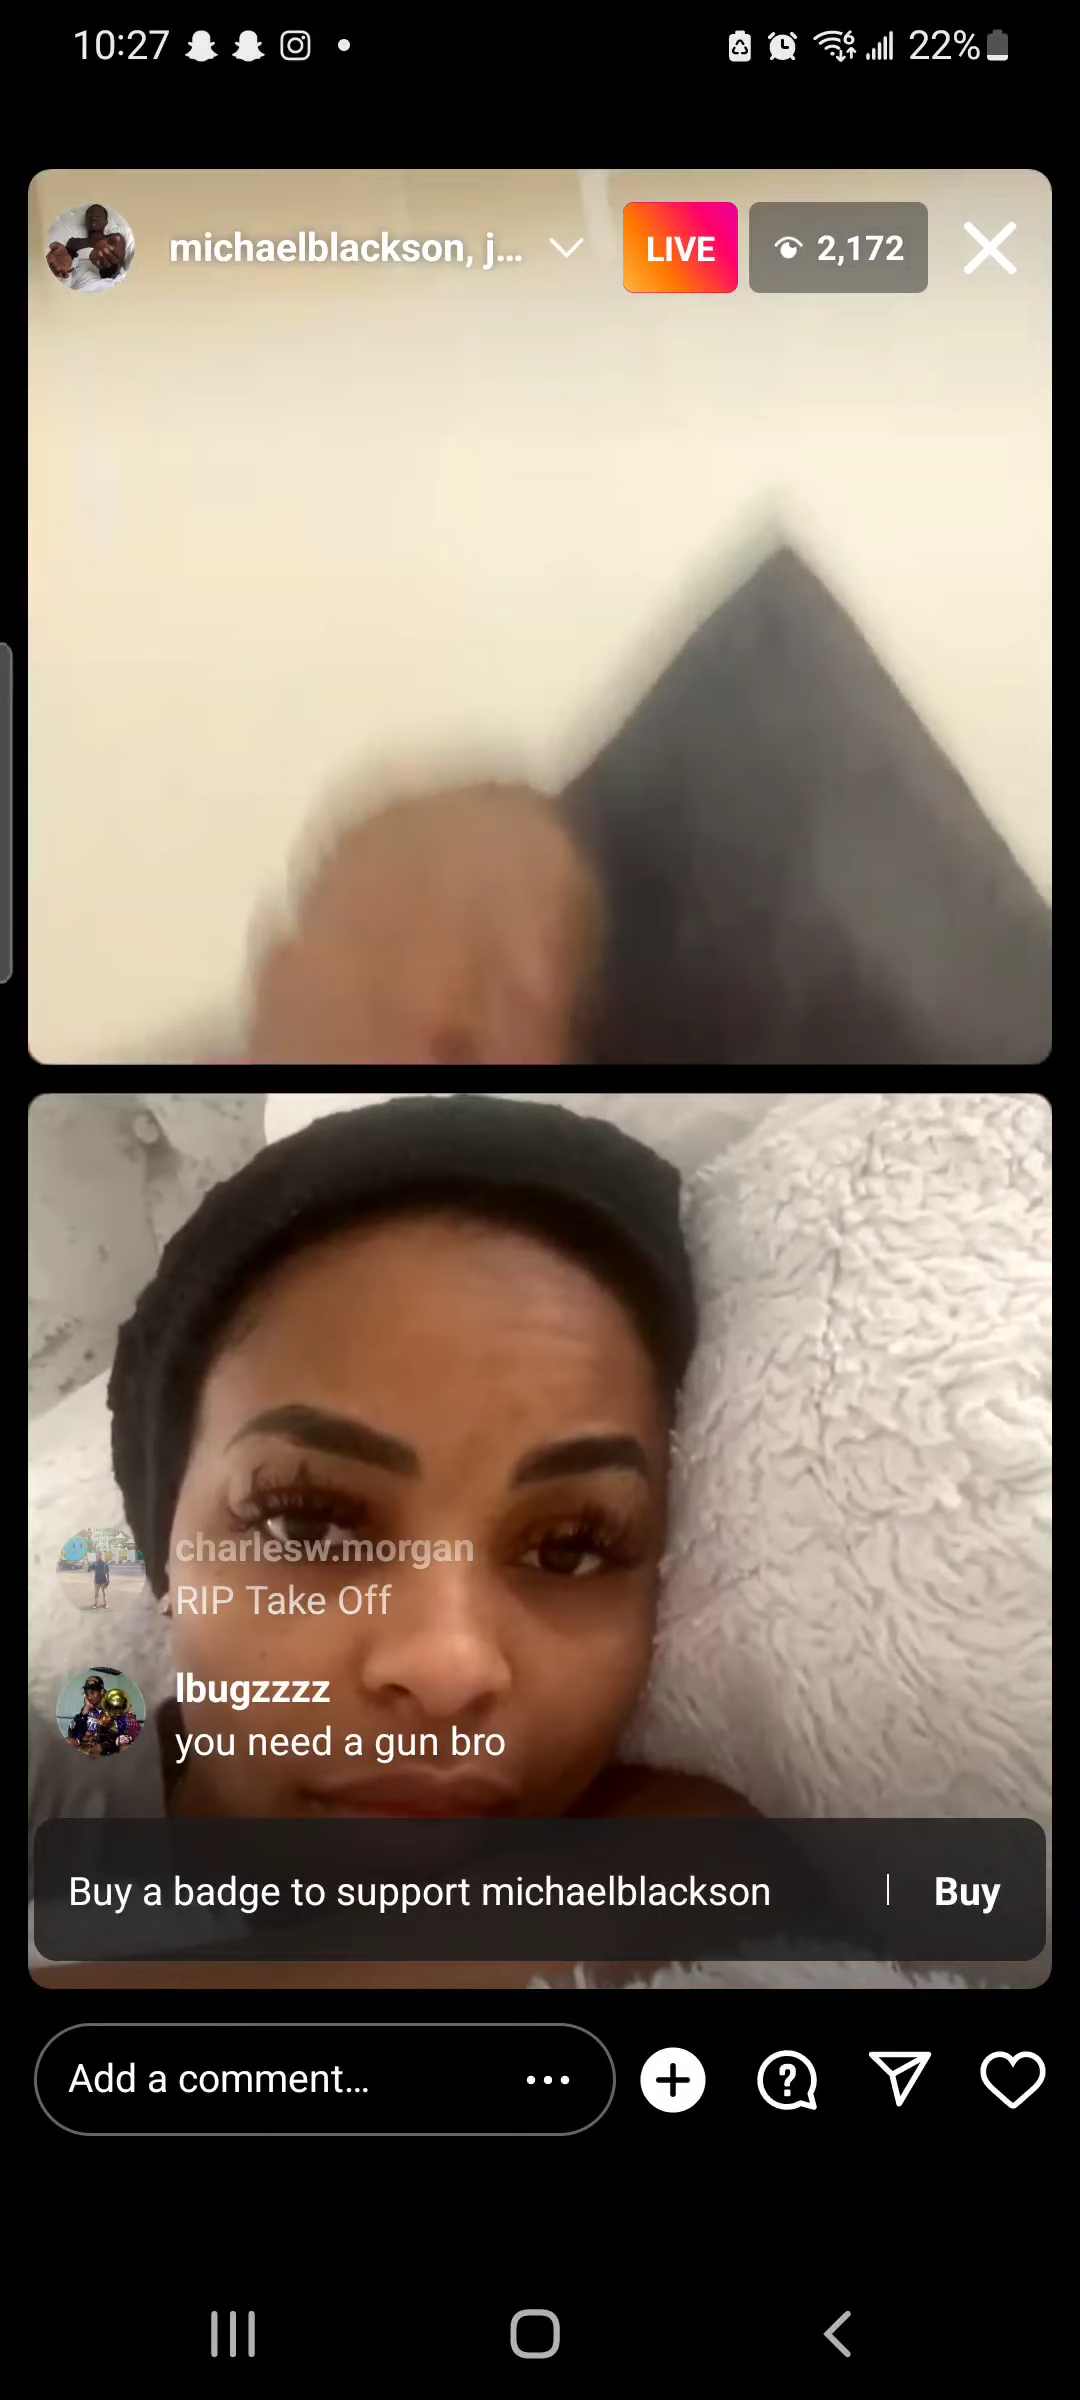 10:27
22%
michaelblackson, j...
LIVE
2,172
charlesw.morgan
RIP Take Off
lbugzzzz
you need a gun bro
Buy a badge to support michaelblackson | Buy
Add a comment...